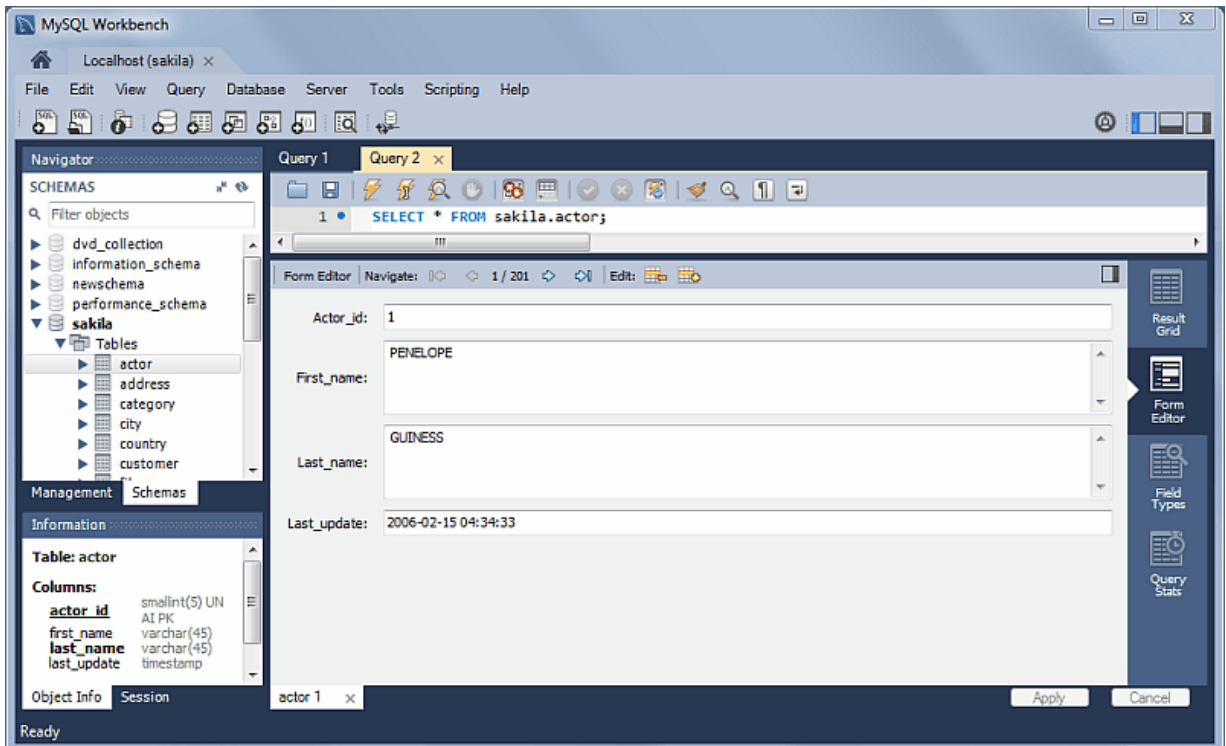 MySQL Workbench
Localhost (sakila)
File Edit View Query Database Server Tools Scripting Help
Navigator
SCHEMAS
Filter objects
dvd_collection
information_schema
newschema
performance_schema
sakila
Tables
actor
address
category
city
country
customer
Management Schemas
Information
Table: actor
Columns:
actor_id smallint(5) UN AI PK
first_name varchar(45)
last_name varchar(45)
last_update timestamp
Object Info Session
Query 1 Query 2
1 SELECT * FROM sakila.actor;
Form Editor Navigate: 1 / 201 Edit:
Actor_id: 1
First_name: PENELOPE
Last_name: GUINESS
Last_update: 2006-02-15 04:34:33
Result
Grid
Form
Editor
Field
Types
Query
Stats
actor 1
Apply Cancel
Ready